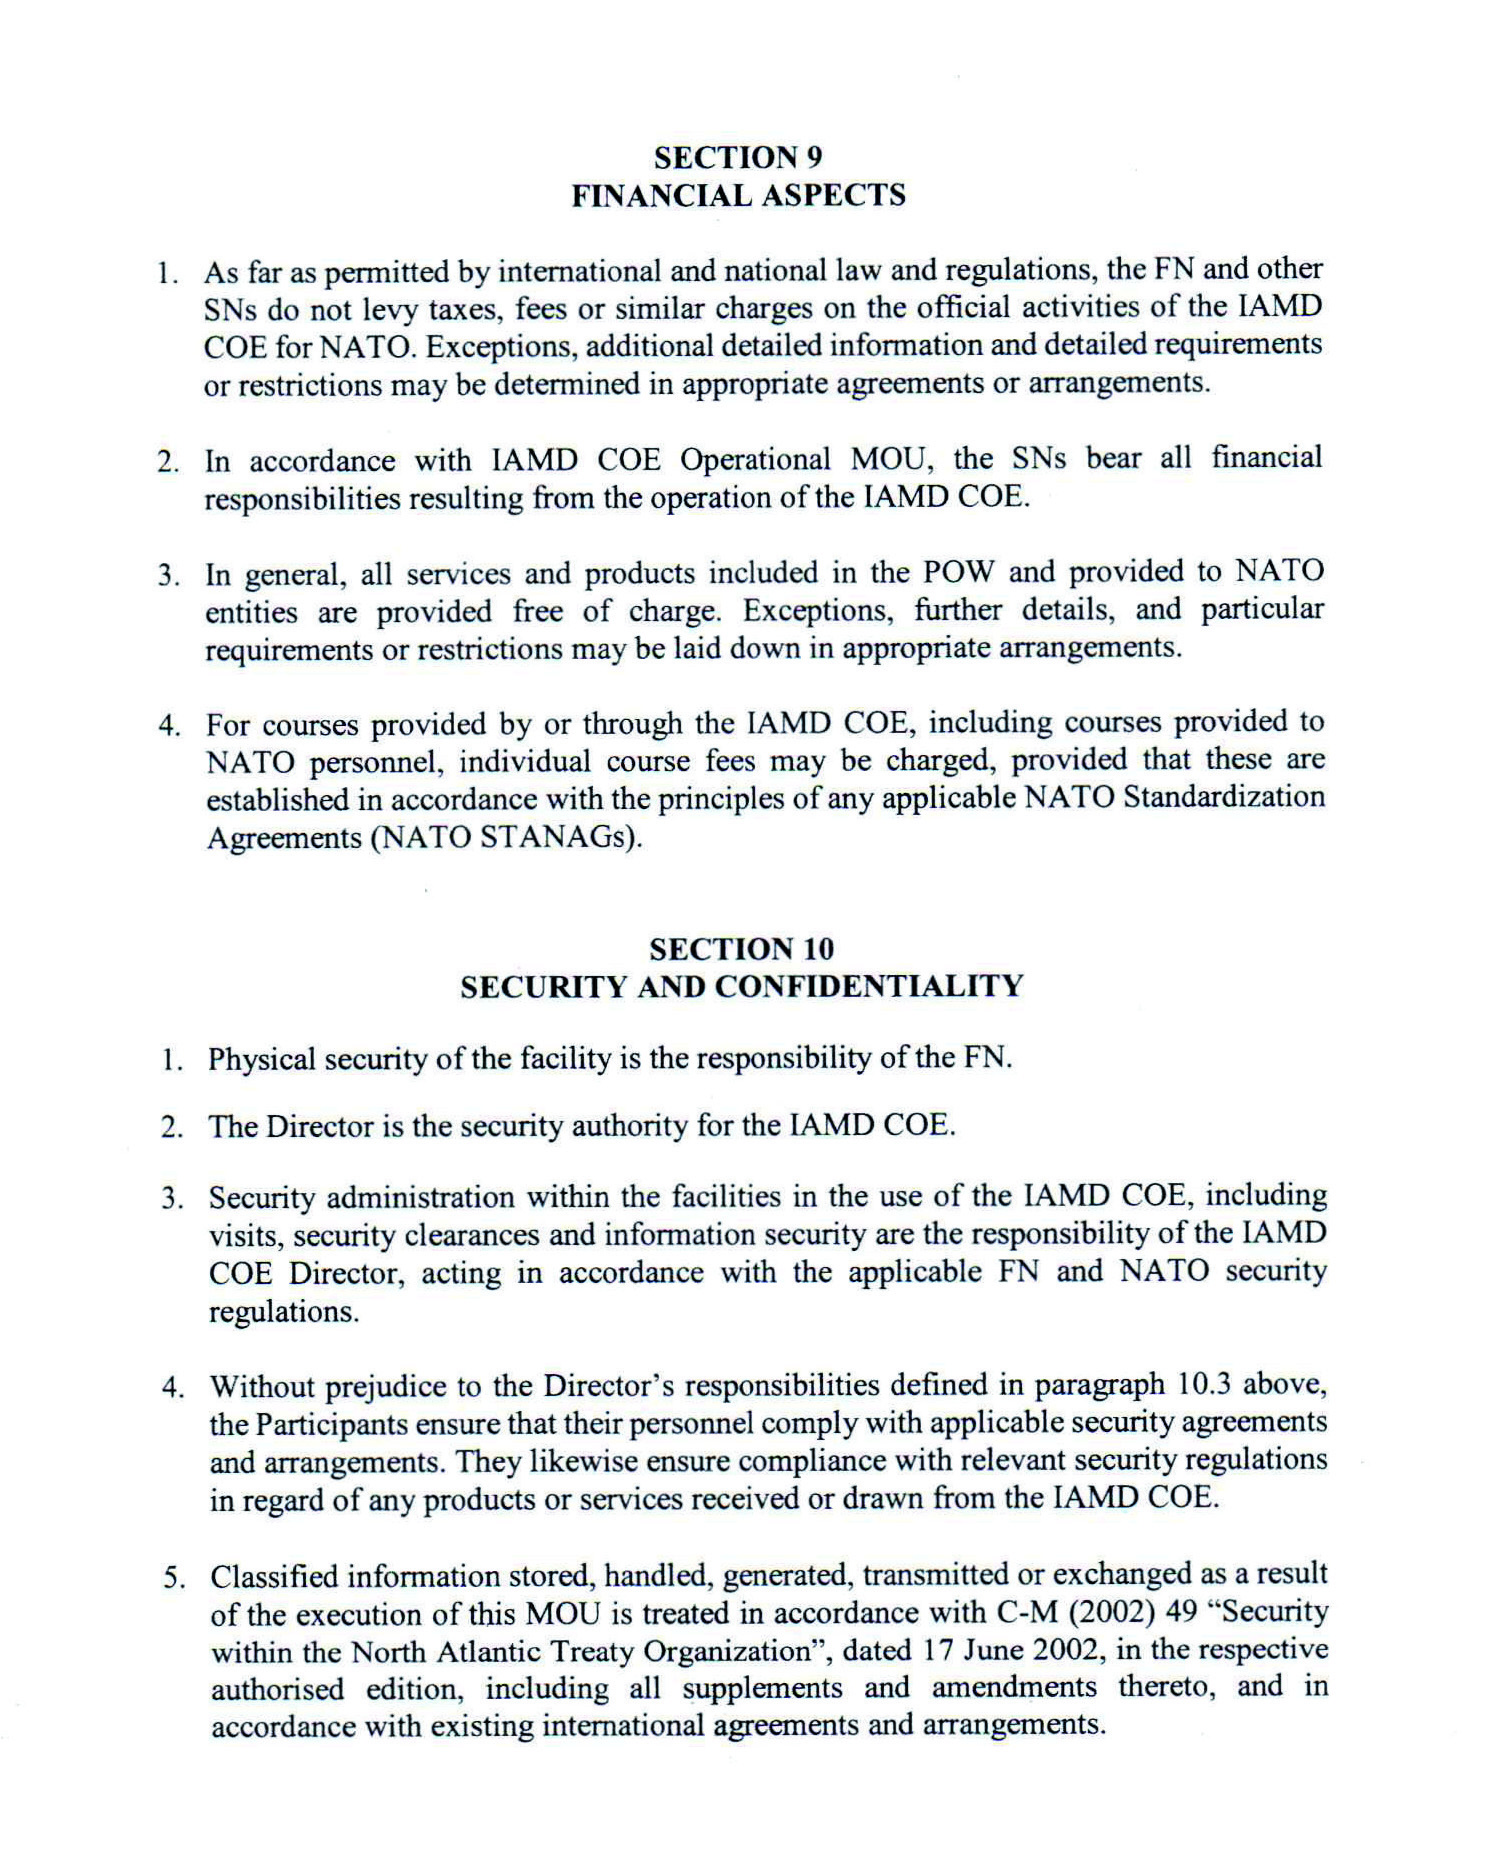 SECTION 9
FINANCIAL ASPECTS
1. As far as permitted by international and national law and regulations, the FN and other
SNs do not levy taxes, fees or similar charges on the official activities of the IAMD
COE for NATO. Exceptions, additional detailed information and detailed requirements
or restrictions may be determined in appropriate agreements or arrangements.
2. In accordance with IAMD COE Operational MOU, the SNs bear all financial
responsibilities resulting from the operation of the IAMD COE.
3. In general, all services and products included in the POW and provided to NATO
entities are provided free of charge. Exceptions, further details, and particular
requirements or restrictions may be laid down in appropriate arrangements.
4. For courses provided by or through the IAMD COE, including courses provided to
NATO personnel, individual course fees may be charged, provided that these are
established in accordance with the principles of any applicable NATO Standardization
Agreements (NATO STANAGs).
SECTION 10
SECURITY AND CONFIDENTIALITY
1. Physical security of the facility is the responsibility of the FN.
2. The Director is the security authority for the IAMD COE.
3. Security administration within the facilities in the use of the IAMD COE, including
visits, security clearances and information security are the responsibility of the IAMD
COE Director, acting in accordance with the applicable FN and NATO security
regulations.
4. Without prejudice to the Director's responsibilities defined in paragraph 10.3 above,
the Participants ensure that their personnel comply with applicable security agreements
and arrangements. They likewise ensure compliance with relevant security regulations
in regard of any products or services received or drawn from the IAMD COE.
5. Classified information stored, handled, generated, transmitted or exchanged as a result
of the execution of this MOU is treated in accordance with C-M (2002) 49 “Security
within the North Atlantic Treaty Organization”, dated 17 June 2002, in the respective
authorised edition, including all supplements and amendments thereto, and in
accordance with existing international agreements and arrangements.